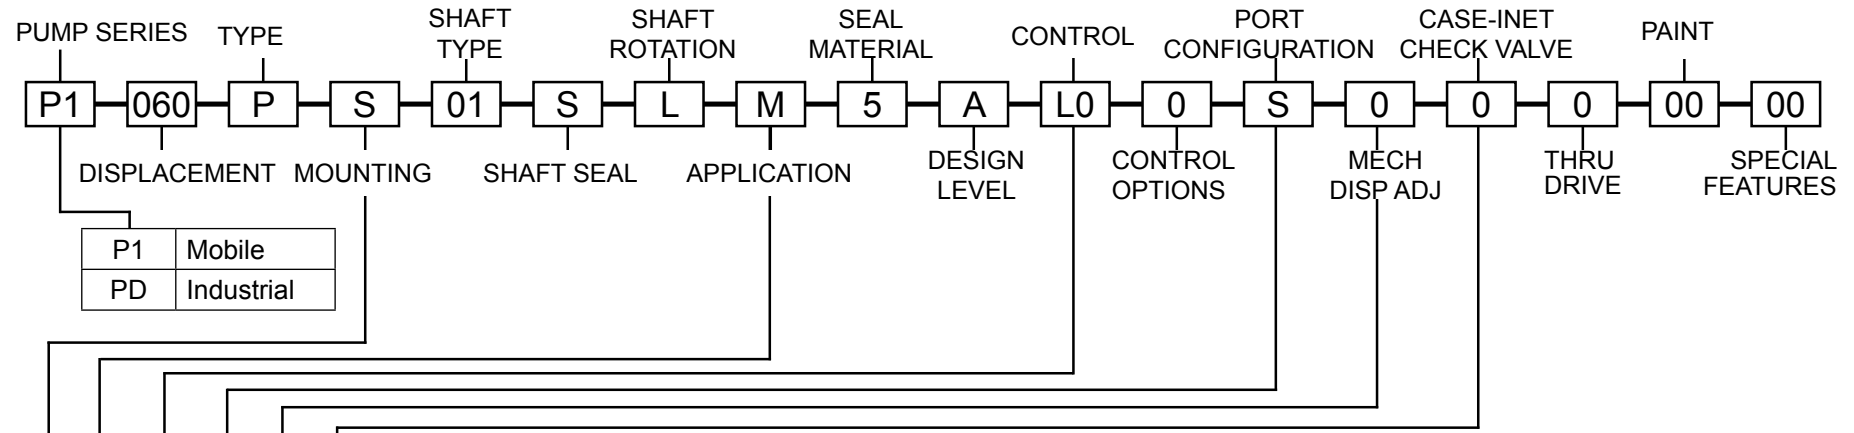 PUMP SERIES
TYPE
SHAFT
TYPE
SHAFT
ROTATION
SEAL
MATERIAL
CONTROL
PORT
CONFIGURATION
CASE-INET
CHECK VALVE
PAINT
P1 060 P S 01 S L M 5 A L0 0 S 0 0 0 00 00
DISPLACEMENT
MOUNTING
SHAFT SEAL
APPLICATION
DESIGN
LEVEL
CONTROL
OPTIONS
MECH
DISP ADJ
THRU
DRIVE
SPECIAL
FEATURES
P1 Mobile
PD Industrial